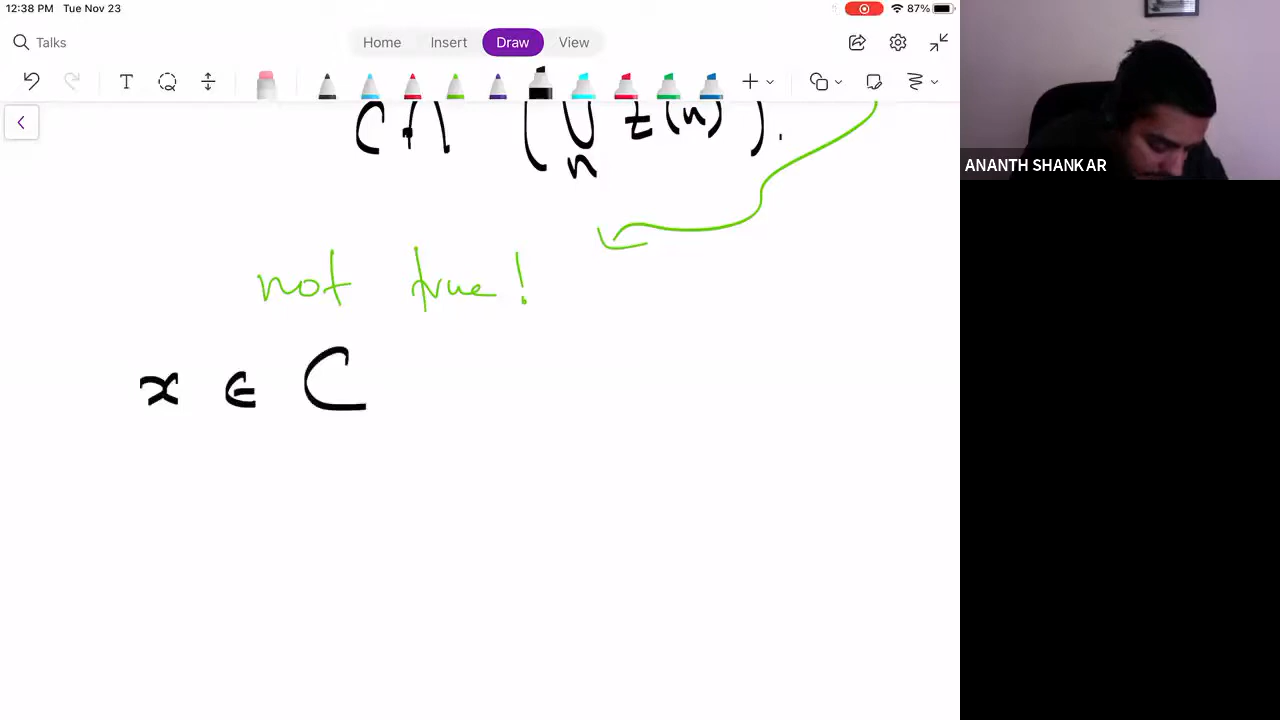 12:38 PM Tue Nov 23
87%
Talks
Home Insert Draw View
T
C ∩ (⋃ Z(n)).
n
not true!
x ∈ C
ANANTH SHANKAR